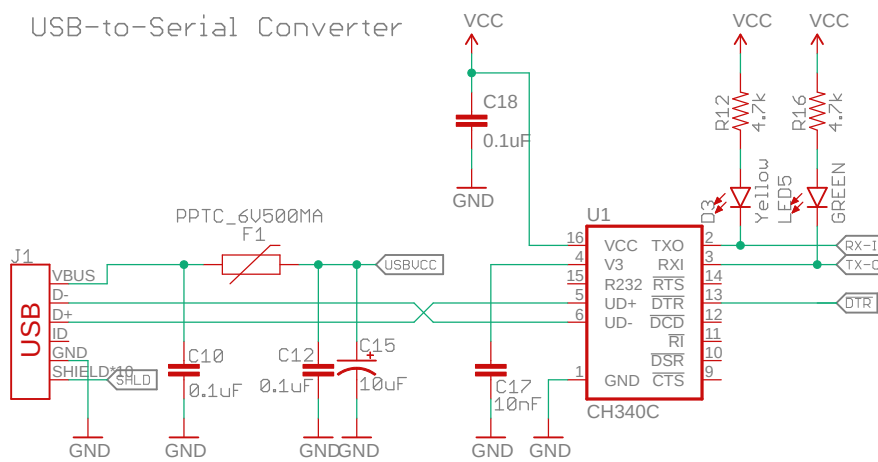 USB-to-Serial Converter
VCC
VCC
VCC
C18
0.1uF
GND
R12
4.7k
R16
4.7k
D3
Yellow
LED5
GREEN
PPTC_6V500MA
F1
USBVCC
J1
USB
VBUS
D-
D+
ID
GND
SHIELD*10
SHLD
C10
0.1uF
C12
0.1uF
C15
+
10uF
C17
10nF
GND
GND
GND
GND
GND
GND
U1
16 VCC TXO 2
4 V3 RXI 3
15 R232 RTS 14
5 UD+ DTR 13
6 UD- DCD 12
RI 11
DSR 10
1 GND CTS 9
CH340C
RX-I
DTR